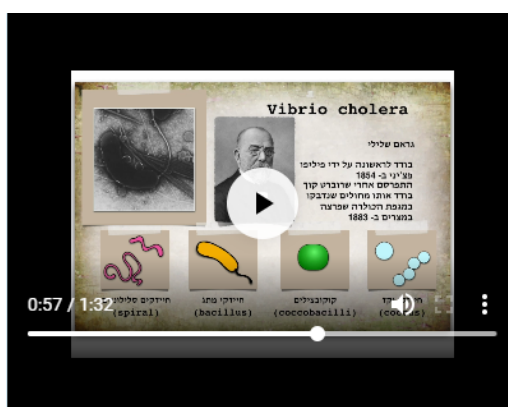 Vibrio cholera
גראם שלילי
בודד לראשונה על ידי פיליפו
פצ'יני ב- 1854
התפרסם אחרי שרוברט קוך
בודד אותו מחולים שנדבקו
במגפת הכולרה שפרצה
במצרים ב- 1883
קוקובצילים
(coccobacilli)
חיידקי מתג
(bacillus)
חיידקים
(spiral)
0:57 / 1:32